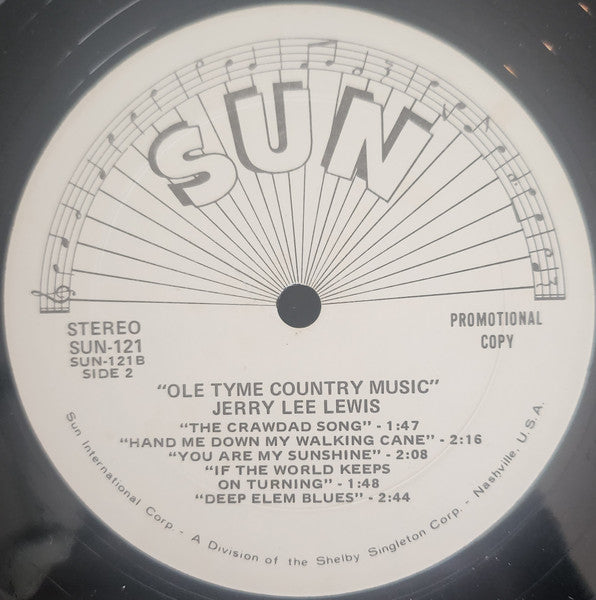 SUN
STEREO
SUN-121
SUN-121B
SIDE 2
PROMOTIONAL
COPY
"OLE TYME COUNTRY MUSIC"
JERRY LEE LEWIS
"THE CRAWDAD SONG" - 1:47
"HAND ME DOWN MY WALKING CANE" - 2:16
"YOU ARE MY SUNSHINE" - 2:08
"IF THE WORLD KEEPS
ON TURNING" - 1:48
"DEEP ELEM BLUES" - 2:44
Sun International Corp. - A Division of the Shelby Singleton Corp. - Nashville, U.S.A.